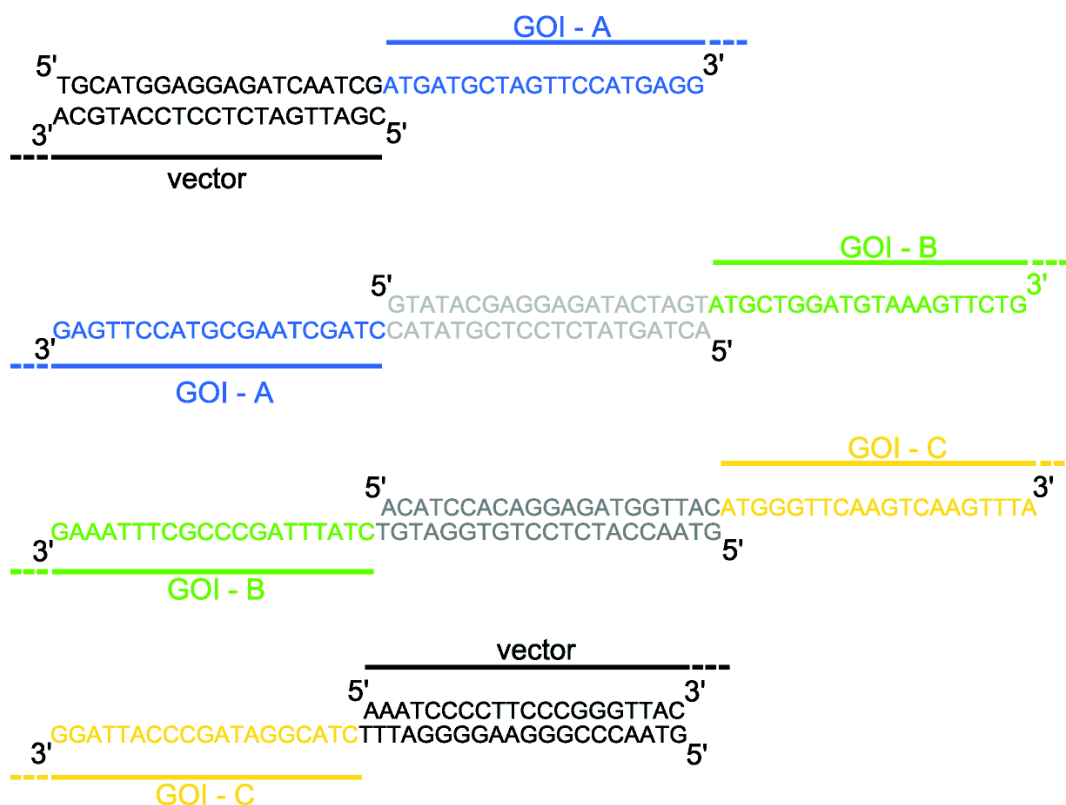 GOI - A
5' 3'
TGCATGGAGGAGATCAATCGATGATGCTAGTTCCATGAGG
ACGTACCTCCTCTAGTTAGC
3' 5'
vector
GOI - B
5' 3'
GTATACGAGGAGATACTAGTATGCTGGATGTAAAGTTCTG
GAGTTCCATGCGAATCGATCCATATGCTCCTCTATGATCA
3' 5'
GOI - A
GOI - C
5' 3'
ACATCCACAGGAGATGGTTACATGGGTTCAAGTCAAGTTTA
GAAATTTCGCCCGATTTATCTGTAGGTGTCCTCTACCAATG
3' 5'
GOI - B
vector
5' 3'
AAATCCCCTTCCCGGGTTAC
GGATTACCCGATAGGCATCTTTAGGGGAAGGGCCCAATG
3' 5'
GOI - C